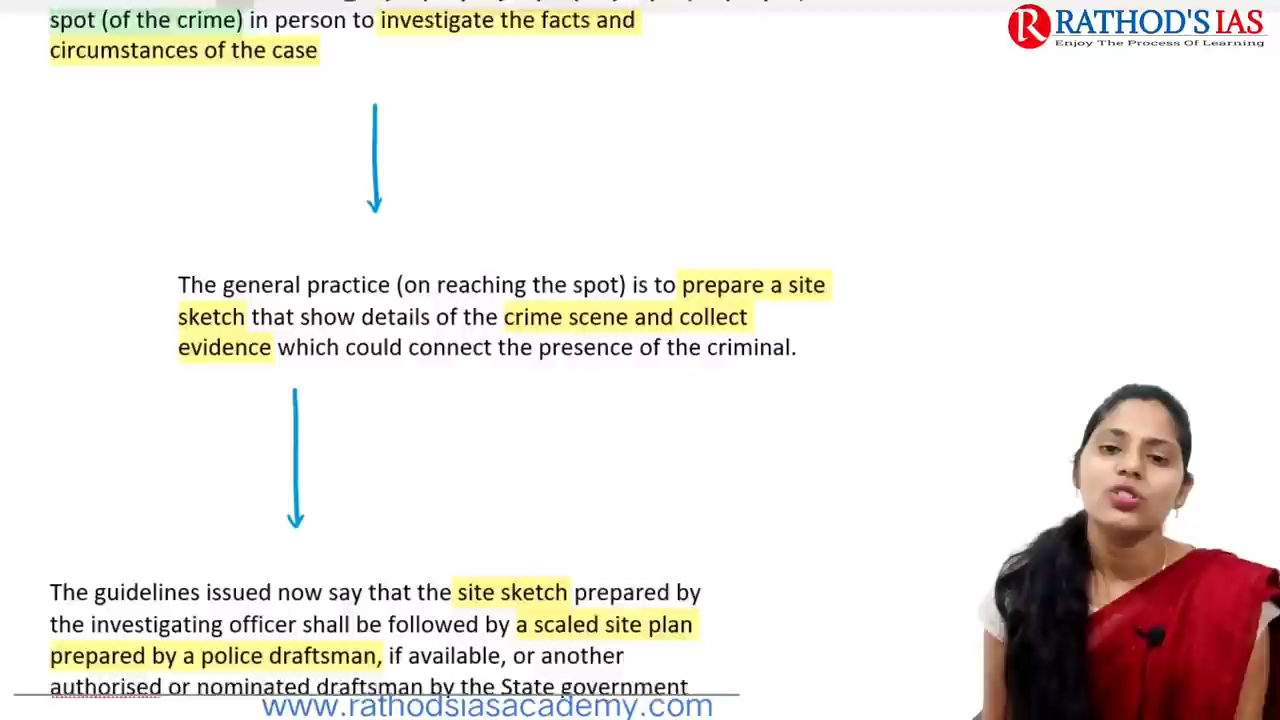 spot (of the crime) in person to investigate the facts and
circumstances of the case
RATHOD'S IAS
Enjoy The Process Of Learning
The general practice (on reaching the spot) is to prepare a site
sketch that show details of the crime scene and collect
evidence which could connect the presence of the criminal.
The guidelines issued now say that the site sketch prepared by
the investigating officer shall be followed by a scaled site plan
prepared by a police draftsman, if available, or another
authorised or nominated draftsman by the State government
www.rathodsiasacademy.com